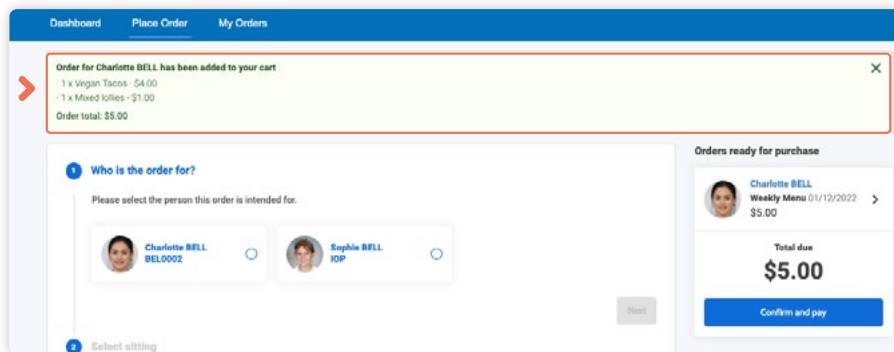 Dashboard Place Order My Orders
Order for Charlotte BELL has been added to your cart
- 1 x Vegan Tacos - $4.00
- 1 x Mixed lollies - $1.00
Order total: $5.00
1 Who is the order for?
Please select the person this order is intended for.
Charlotte BELL
BEL0002
Sophie BELL
IOP
Next
2 Select sitting
Orders ready for purchase
Charlotte BELL
Weekly Menu 01/12/2022
$5.00
Total due
$5.00
Confirm and pay